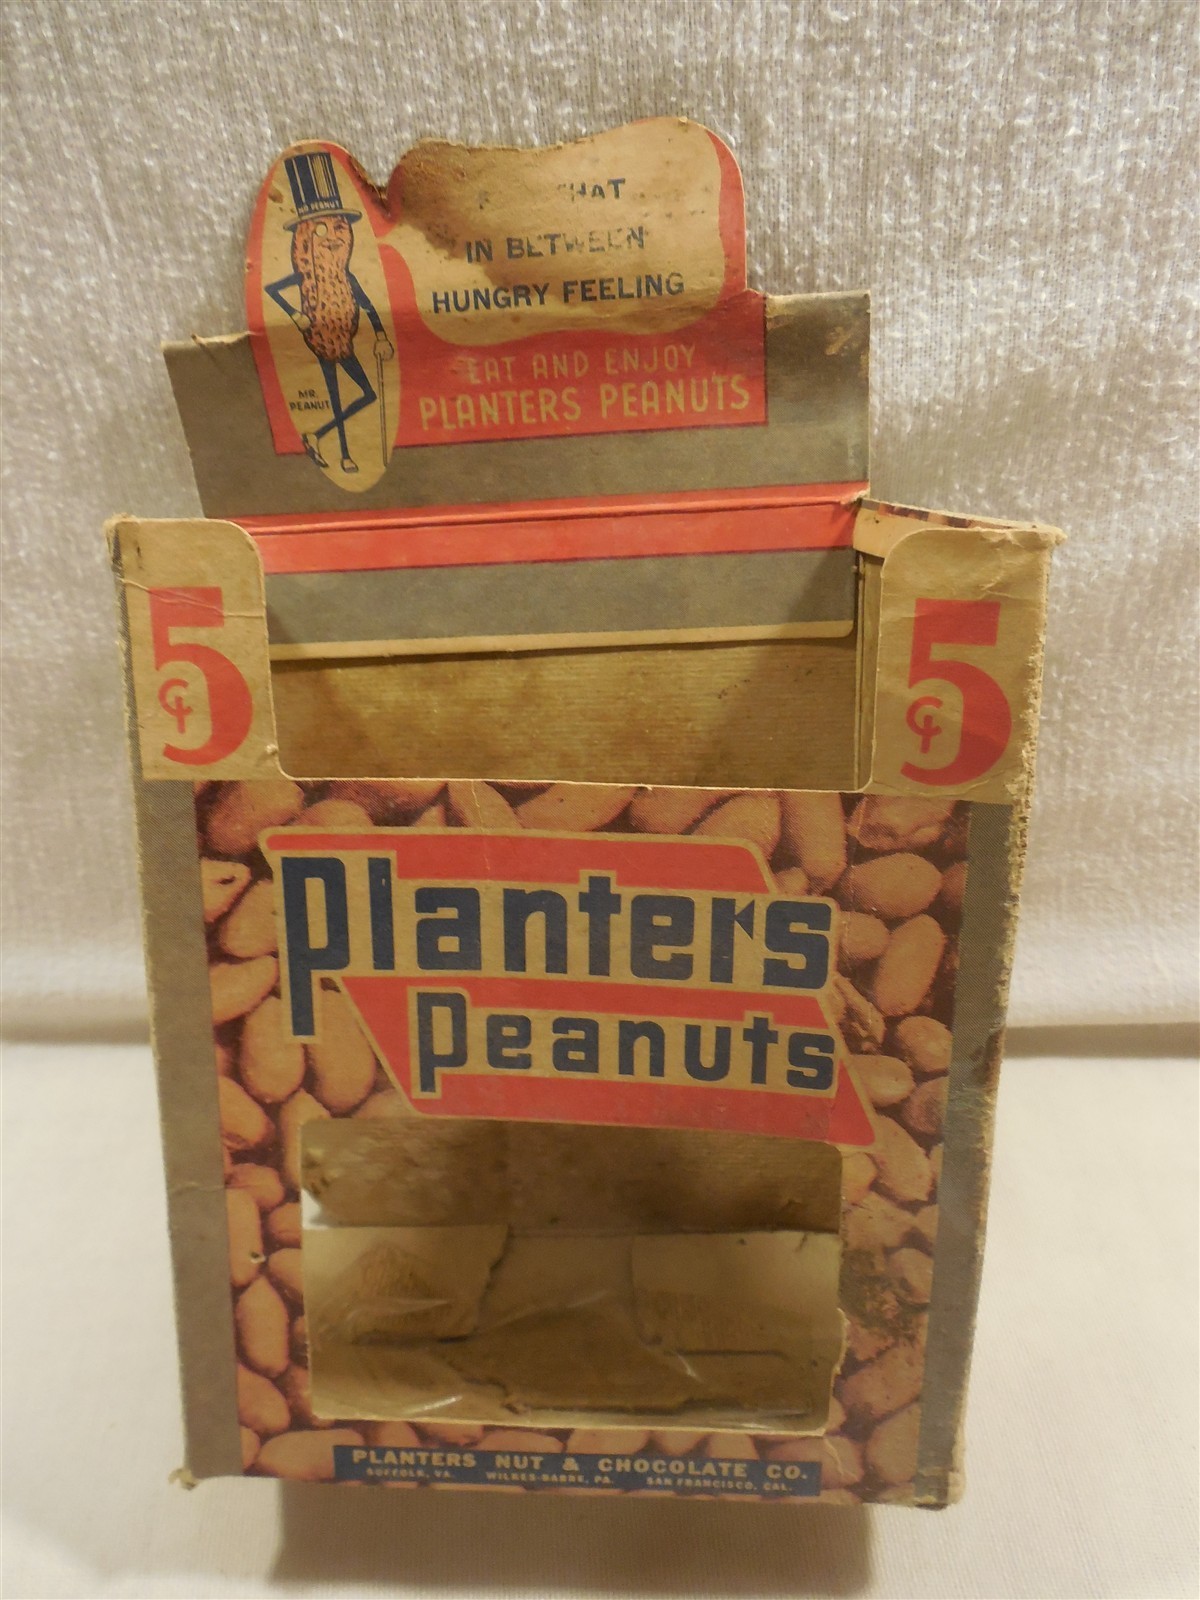 MR PEANUT
HAT
IN BETWEEN
HUNGRY FEELING
MR.
PEANUT
EAT AND ENJOY
PLANTERS PEANUTS
5¢
5¢
Planters
Peanuts
PLANTERS NUT & CHOCOLATE CO.
SUFFOLK, VA. WILKES-BARRE, PA. SAN FRANCISCO, CAL.